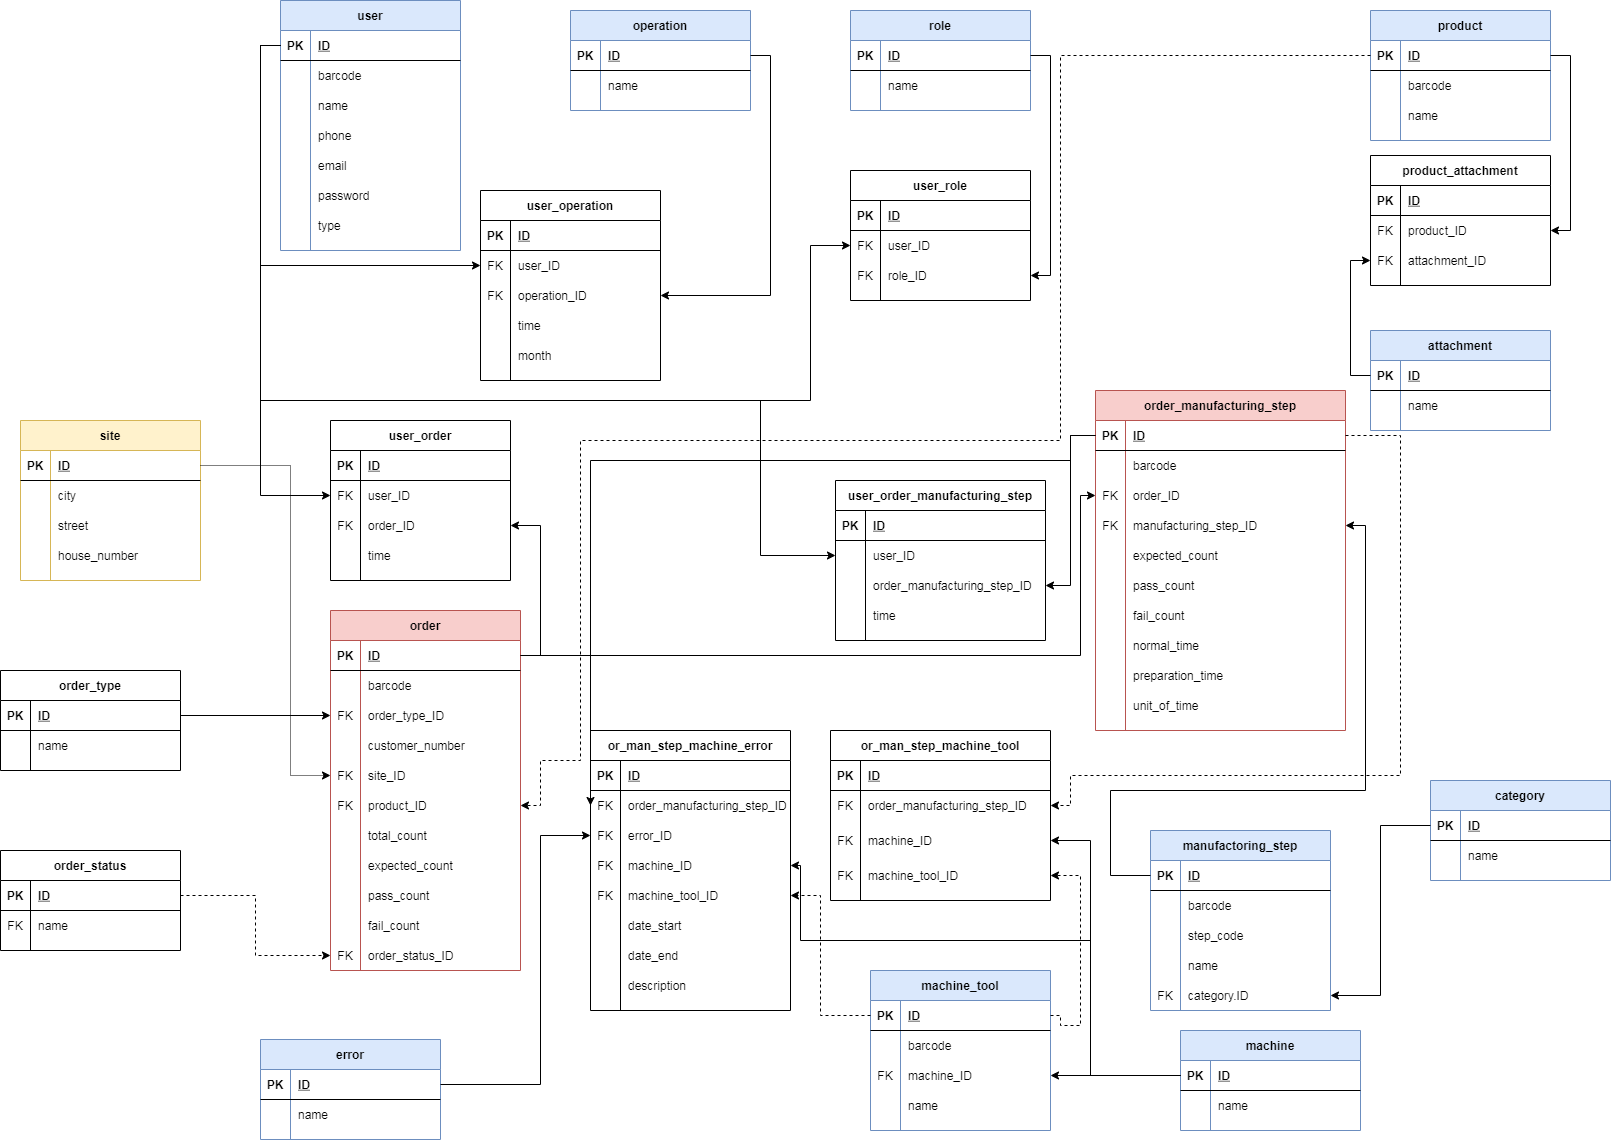 user
PK ID
barcode
name
phone
email
password
type
operation
PK ID
name
role
PK ID
name
product
PK ID
barcode
name
product_attachment
PK ID
FK product_ID
FK attachment_ID
user_operation
PK ID
FK user_ID
FK operation_ID
time
month
user_role
PK ID
FK user_ID
FK role_ID
attachment
PK ID
name
site
PK ID
city
street
house_number
user_order
PK ID
FK user_ID
FK order_ID
time
user_order_manufacturing_step
PK ID
user_ID
order_manufacturing_step_ID
time
order_manufacturing_step
PK ID
barcode
FK order_ID
FK manufacturing_step_ID
expected_count
pass_count
fail_count
normal_time
preparation_time
unit_of_time
order_type
PK ID
name
order
PK ID
barcode
FK order_type_ID
customer_number
FK site_ID
FK product_ID
total_count
expected_count
pass_count
fail_count
FK order_status_ID
order_status
PK ID
FK name
or_man_step_machine_error
PK ID
FK order_manufacturing_step_ID
FK error_ID
FK machine_ID
FK machine_tool_ID
date_start
date_end
description
or_man_step_machine_tool
PK ID
FK order_manufacturing_step_ID
FK machine_ID
FK machine_tool_ID
category
PK ID
name
manufactoring_step
PK ID
barcode
step_code
name
FK category.ID
machine_tool
PK ID
barcode
FK machine_ID
name
machine
PK ID
name
error
PK ID
name